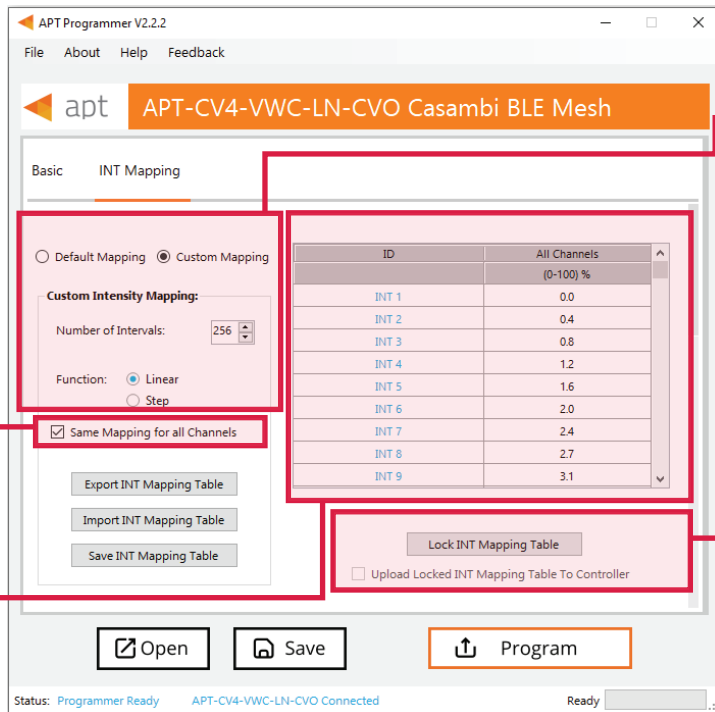 APT Programmer V2.2.2
File About Help Feedback
apt APT-CV4-VWC-LN-CVO Casambi BLE Mesh
Basic INT Mapping
Default Mapping Custom Mapping
Custom Intensity Mapping:
Number of Intervals: 256
Function: Linear
Step
Same Mapping for all Channels
Export INT Mapping Table
Import INT Mapping Table
Save INT Mapping Table
ID All Channels
(0-100) %
INT 1 0.0
INT 2 0.4
INT 3 0.8
INT 4 1.2
INT 5 1.6
INT 6 2.0
INT 7 2.4
INT 8 2.7
INT 9 3.1
Lock INT Mapping Table
Upload Locked INT Mapping Table To Controller
Open Save Program
Status: Programmer Ready APT-CV4-VWC-LN-CVO Connected Ready